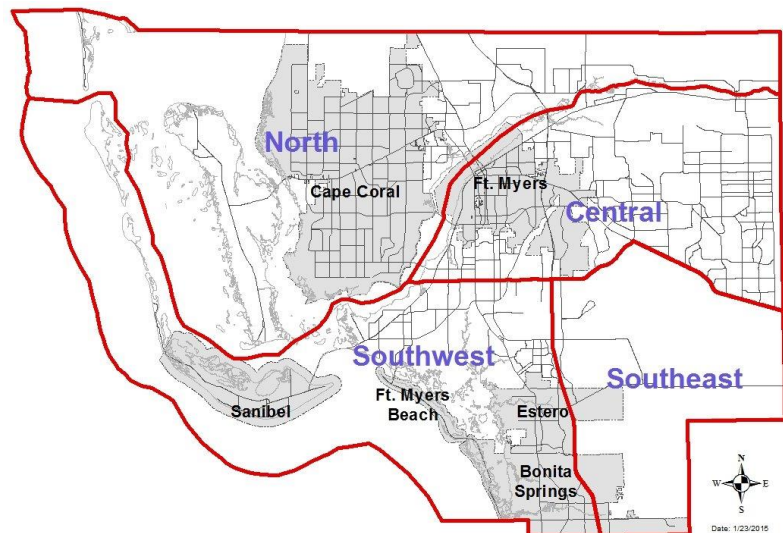 North
Cape Coral
Ft. Myers
Central
Southwest
Southeast
Sanibel
Ft. Myers
Beach
Estero
Bonita
Springs
N
W
E
S
Date: 1/23/2015